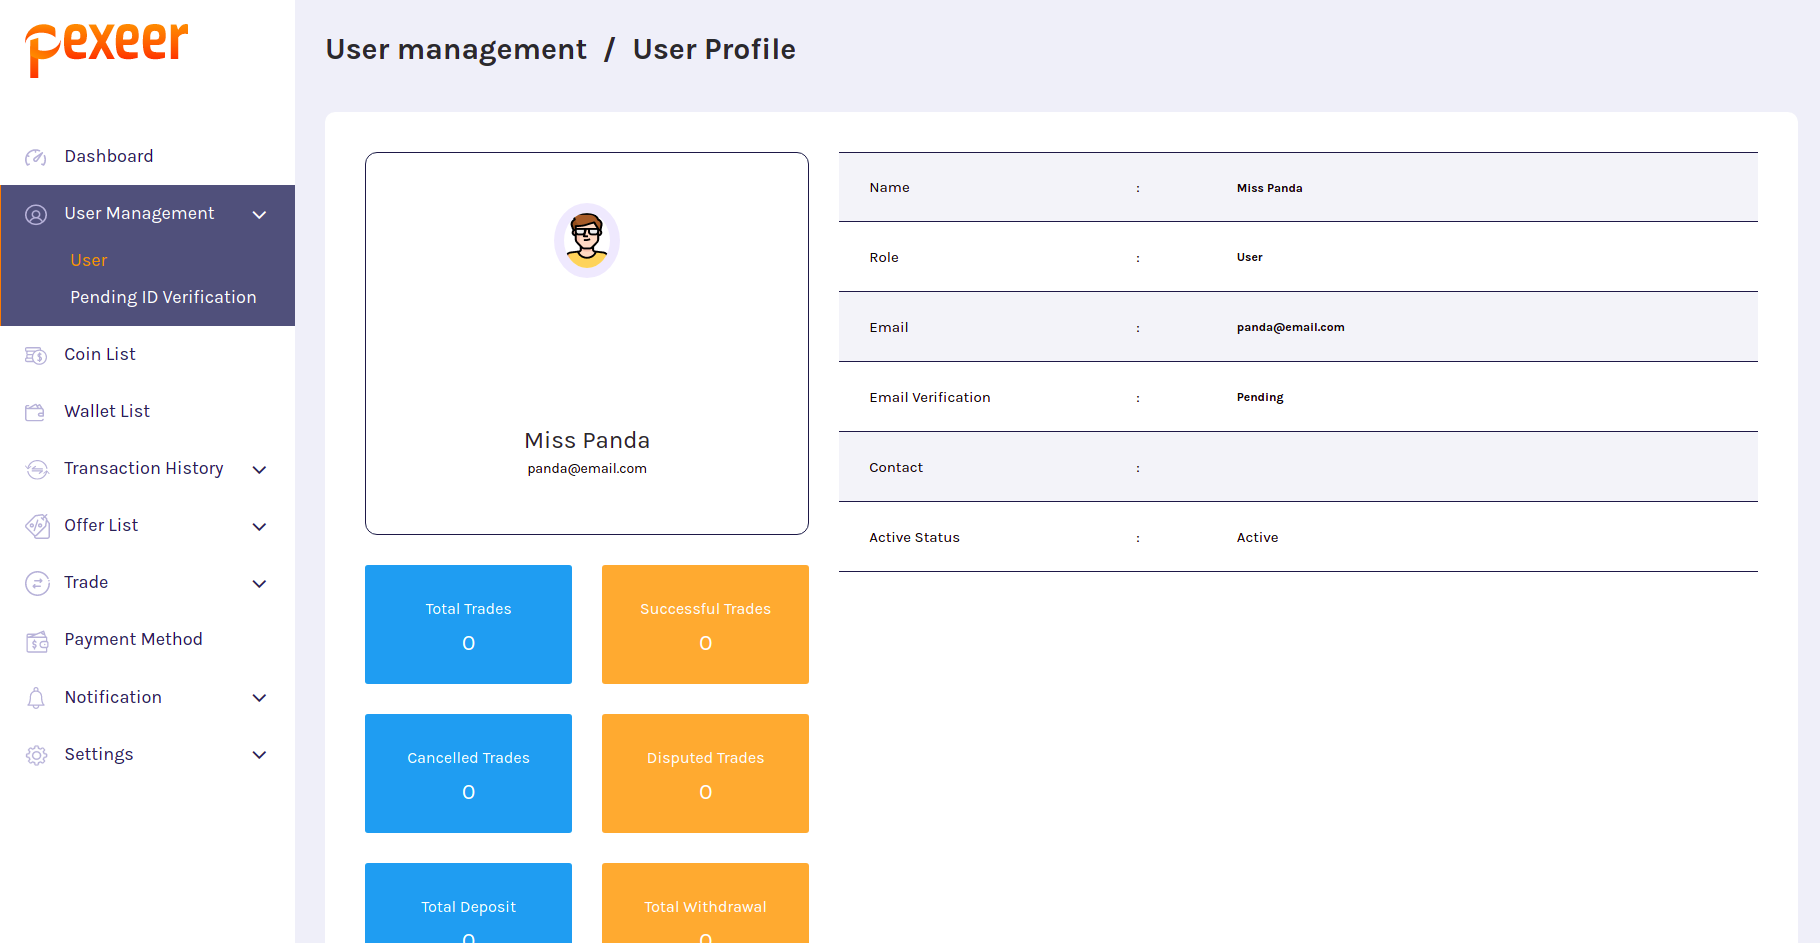 pexeer
User management / User Profile
Dashboard
User Management
User
Pending ID Verification
Coin List
Wallet List
Transaction History
Offer List
Trade
Payment Method
Notification
Settings
Miss Panda
panda@email.com
Total Trades
0
Successful Trades
0
Cancelled Trades
0
Disputed Trades
0
Total Deposit
0
Total Withdrawal
0
Name : Miss Panda
Role : User
Email : panda@email.com
Email Verification : Pending
Contact :
Active Status : Active